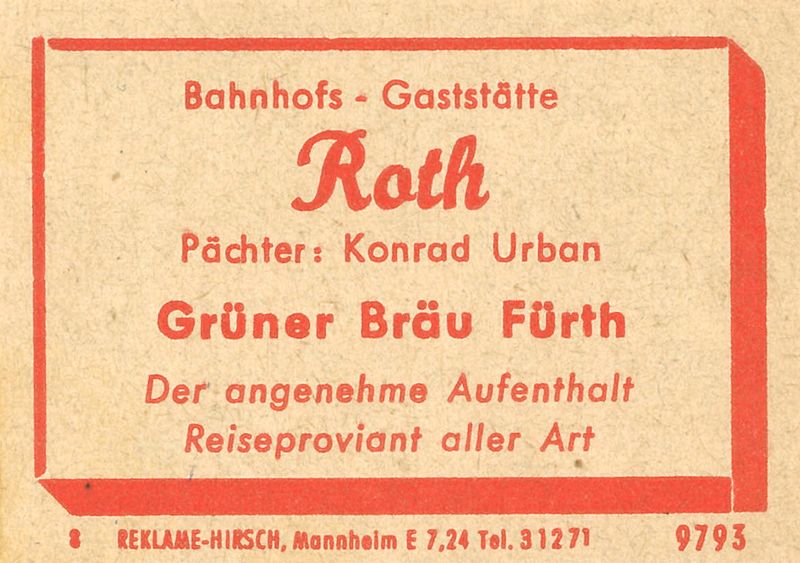 Bahnhofs - Gaststätte
Roth
Pächter: Konrad Urban
Grüner Bräu Fürth
Der angenehme Aufenthalt
Reiseproviant aller Art
8 REKLAME-HIRSCH, Mannheim E 7,24 Tel. 31271 9793